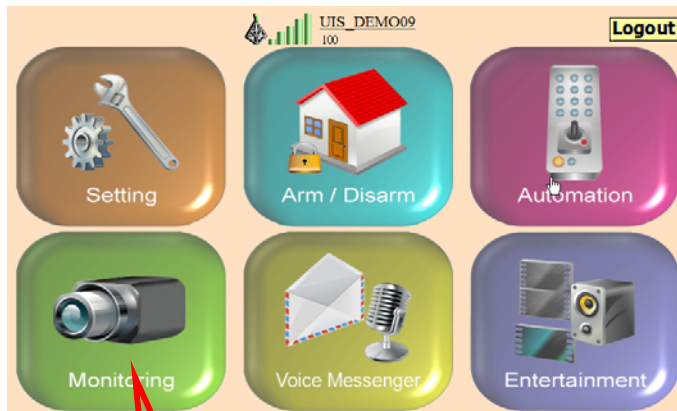 UIS_DEMO09
100
Logout
Setting
Arm / Disarm
Automation
Monitoring
Voice Messenger
Entertainment